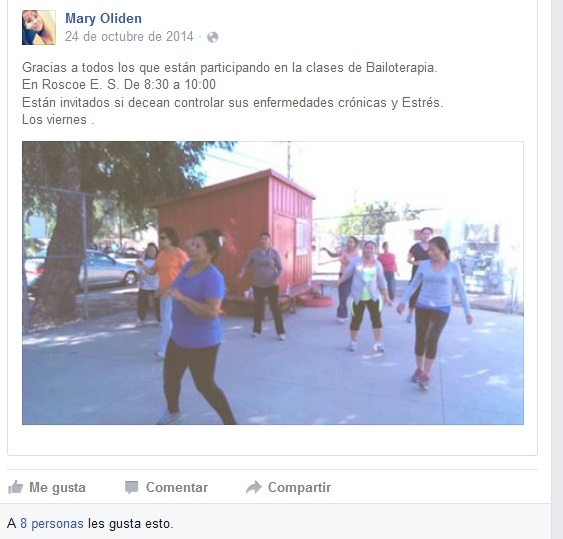 Mary Oliden
24 de octubre de 2014 ·
Gracias a todos los que están participando en la clases de Bailoterapia.
En Roscoe E. S. De 8:30 a 10:00
Están invitados si decean controlar sus enfermedades crónicas y Estrés.
Los viernes .
Me gusta Comentar Compartir
A 8 personas les gusta esto.